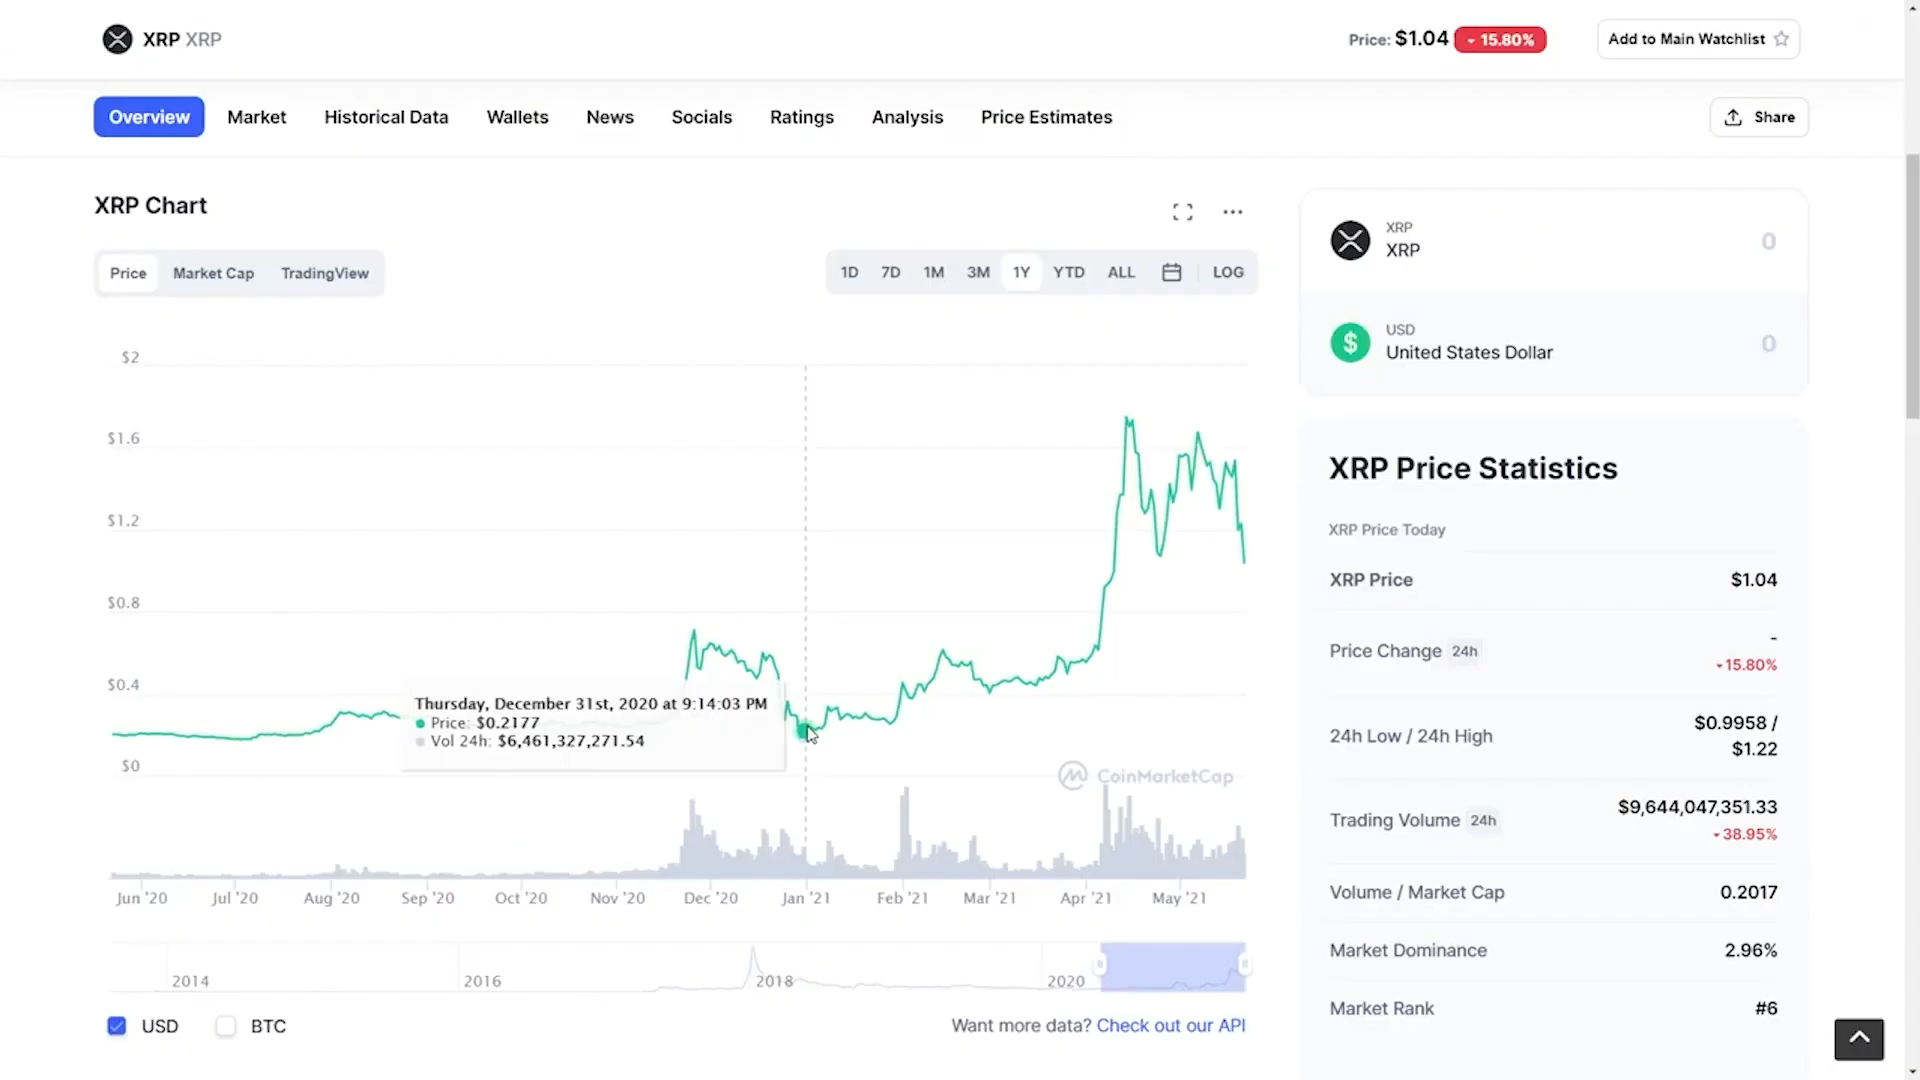 XRP XRP
Price: $1.04 15.80%
Add to Main Watchlist
Overview Market Historical Data Wallets News Socials Ratings Analysis Price Estimates
Share
XRP Chart
Price Market Cap TradingView
1D 7D 1M 3M 1Y YTD ALL LOG
$2
$1.6
$1.2
$0.8
$0.4
$0
Thursday, December 31st, 2020 at 9:14:03 PM
Price: $0.2177
Vol 24h: $6,461,327,271.54
CoinMarketCap
Jun '20 Jul '20 Aug '20 Sep '20 Oct '20 Nov '20 Dec '20 Jan '21 Feb '21 Mar '21 Apr '21 May '21
2014 2016 2018 2020
USD BTC
Want more data? Check out our API
XRP
XRP
0
$
USD
United States Dollar
0
XRP Price Statistics
XRP Price Today
XRP Price $1.04
Price Change 24h -
15.80%
24h Low / 24h High $0.9958 /
$1.22
Trading Volume 24h $9,644,047,351.33
38.95%
Volume / Market Cap 0.2017
Market Dominance 2.96%
Market Rank #6